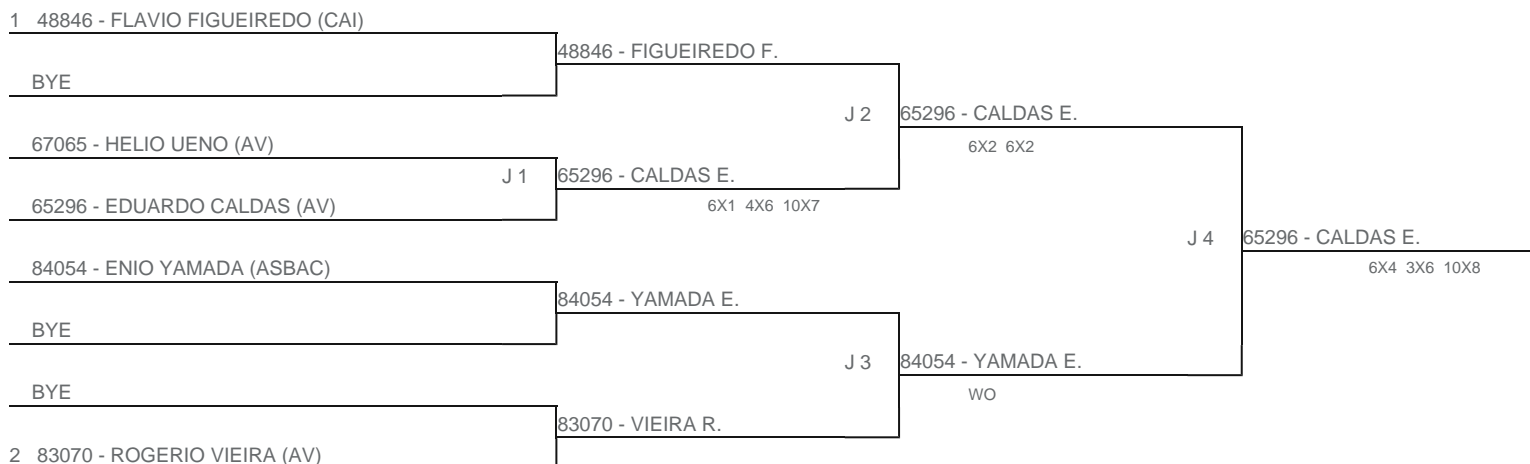 1 48846 - FLAVIO FIGUEIREDO (CAI)
48846 - FIGUEIREDO F.
BYE
J 2
65296 - CALDAS E.
67065 - HELIO UENO (AV)
6X2 6X2
J 1
65296 - CALDAS E.
65296 - EDUARDO CALDAS (AV)
6X1 4X6 10X7
J 4
65296 - CALDAS E.
84054 - ENIO YAMADA (ASBAC)
6X4 3X6 10X8
84054 - YAMADA E.
BYE
J 3
84054 - YAMADA E.
BYE
WO
83070 - VIEIRA R.
2 83070 - ROGERIO VIEIRA (AV)